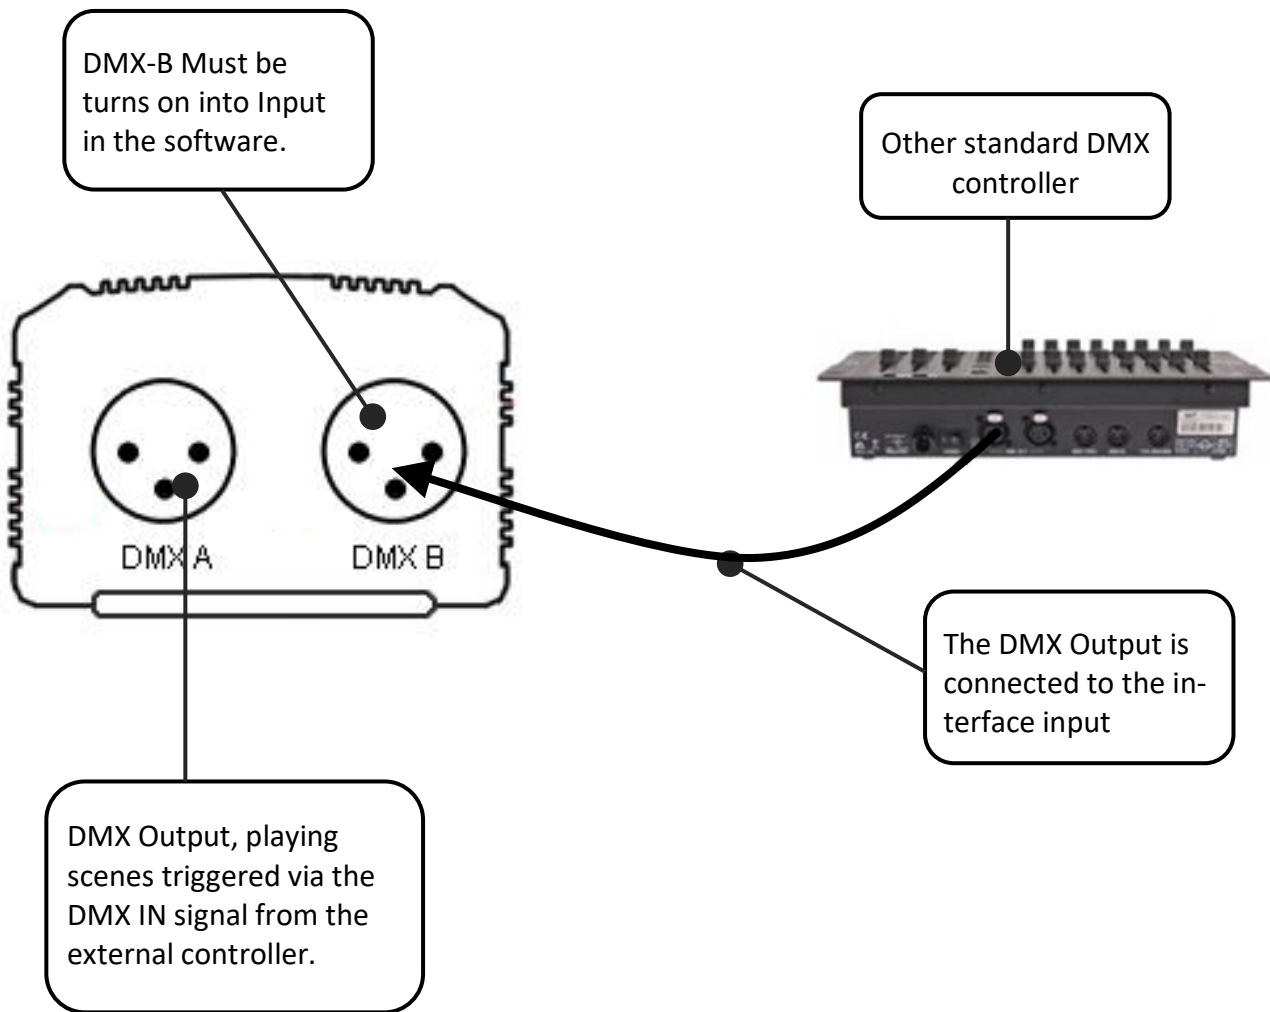 DMX-B Must be
turns on into Input
in the software.
Other standard DMX
controller
DMX A
DMX B
The DMX Output is
connected to the in-
terface input
DMX Output, playing
scenes triggered via the
DMX IN signal from the
external controller.